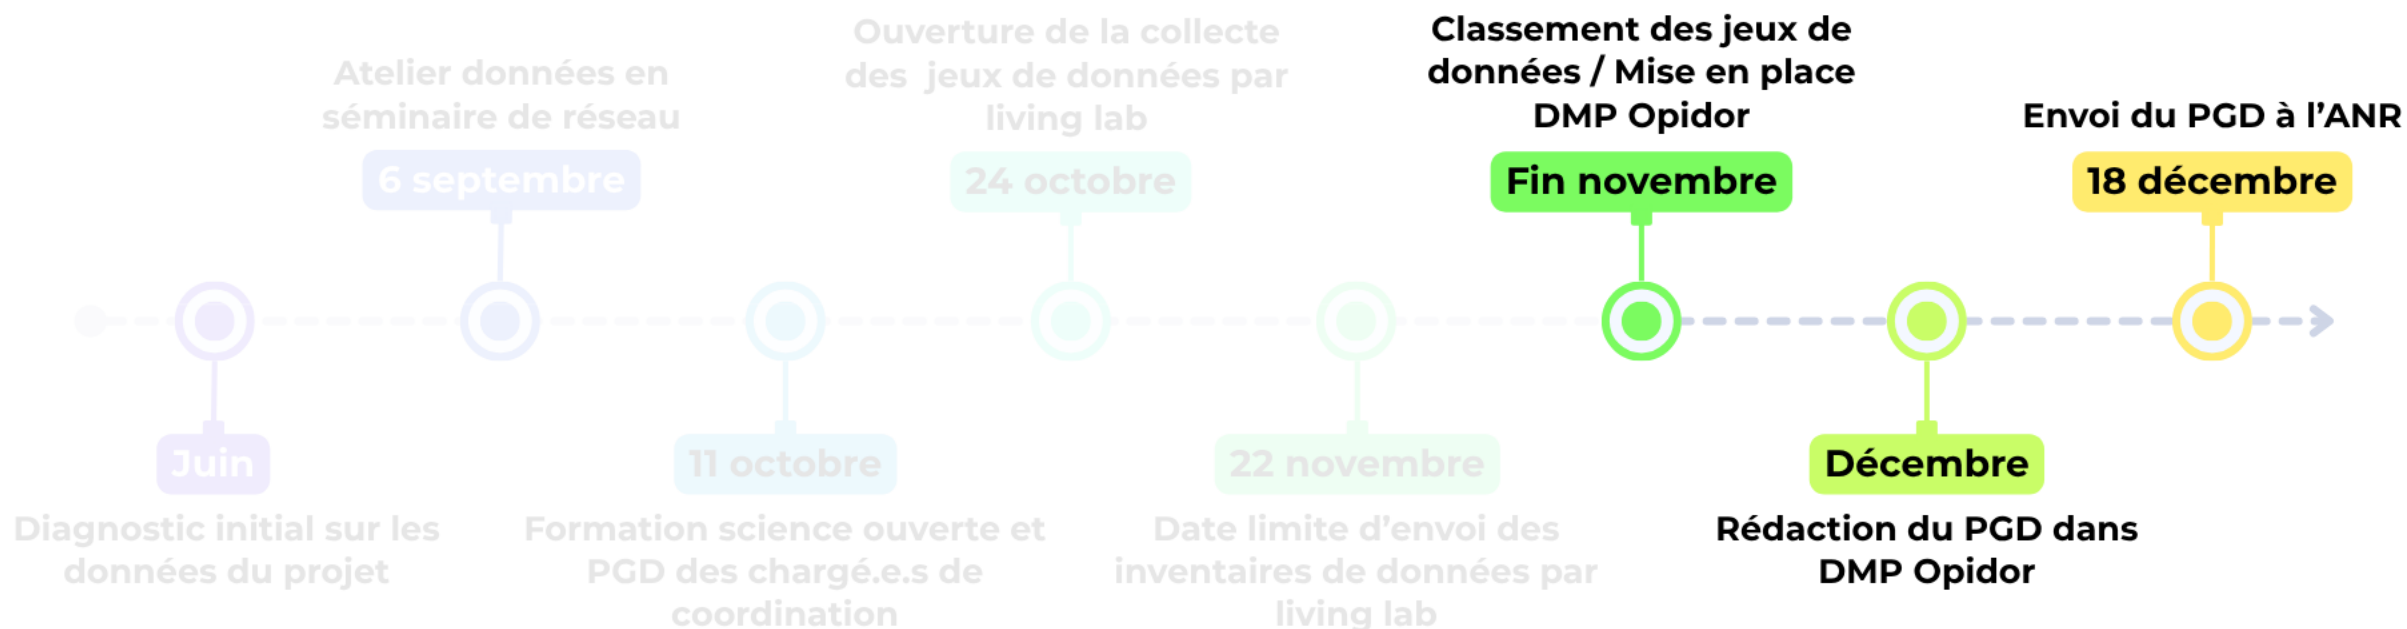 Juin
Diagnostic initial sur les
données du projet
Atelier données en
séminaire de réseau
6 septembre
11 octobre
Formation science ouverte et
PGD des chargé.e.s de
coordination
Ouverture de la collecte
des jeux de données par
living lab
24 octobre
22 novembre
Date limite d’envoi des
inventaires de données par
living lab
Classement des jeux de
données / Mise en place
DMP Opidor
Fin novembre
Décembre
Rédaction du PGD dans
DMP Opidor
Envoi du PGD à l’ANR
18 décembre